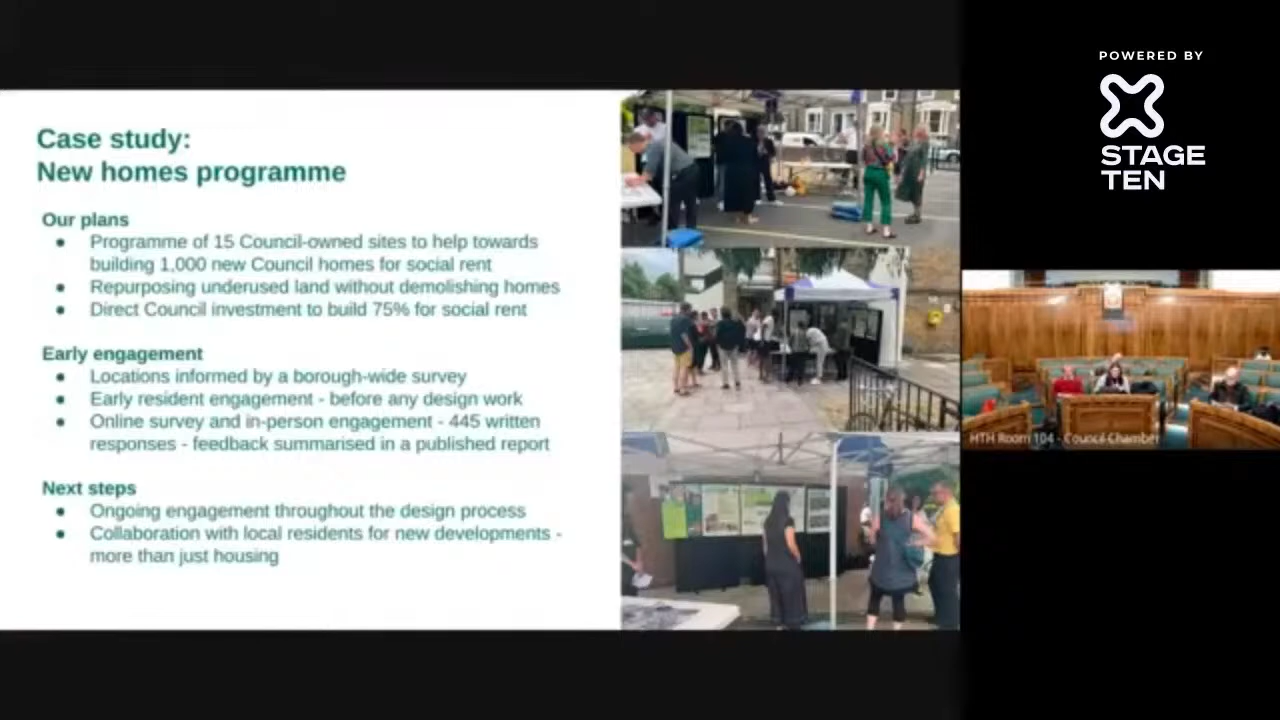 Case study:
New homes programme
Our plans
● Programme of 15 Council-owned sites to help towards
building 1,000 new Council homes for social rent
● Repurposing underused land without demolishing homes
● Direct Council investment to build 75% for social rent
Early engagement
● Locations informed by a borough-wide survey
● Early resident engagement - before any design work
● Online survey and in-person engagement - 445 written
responses - feedback summarised in a published report
Next steps
● Ongoing engagement throughout the design process
● Collaboration with local residents for new developments -
more than just housing
POWERED BY
STAGE
TEN
HTH Room 104 - Council Chamber